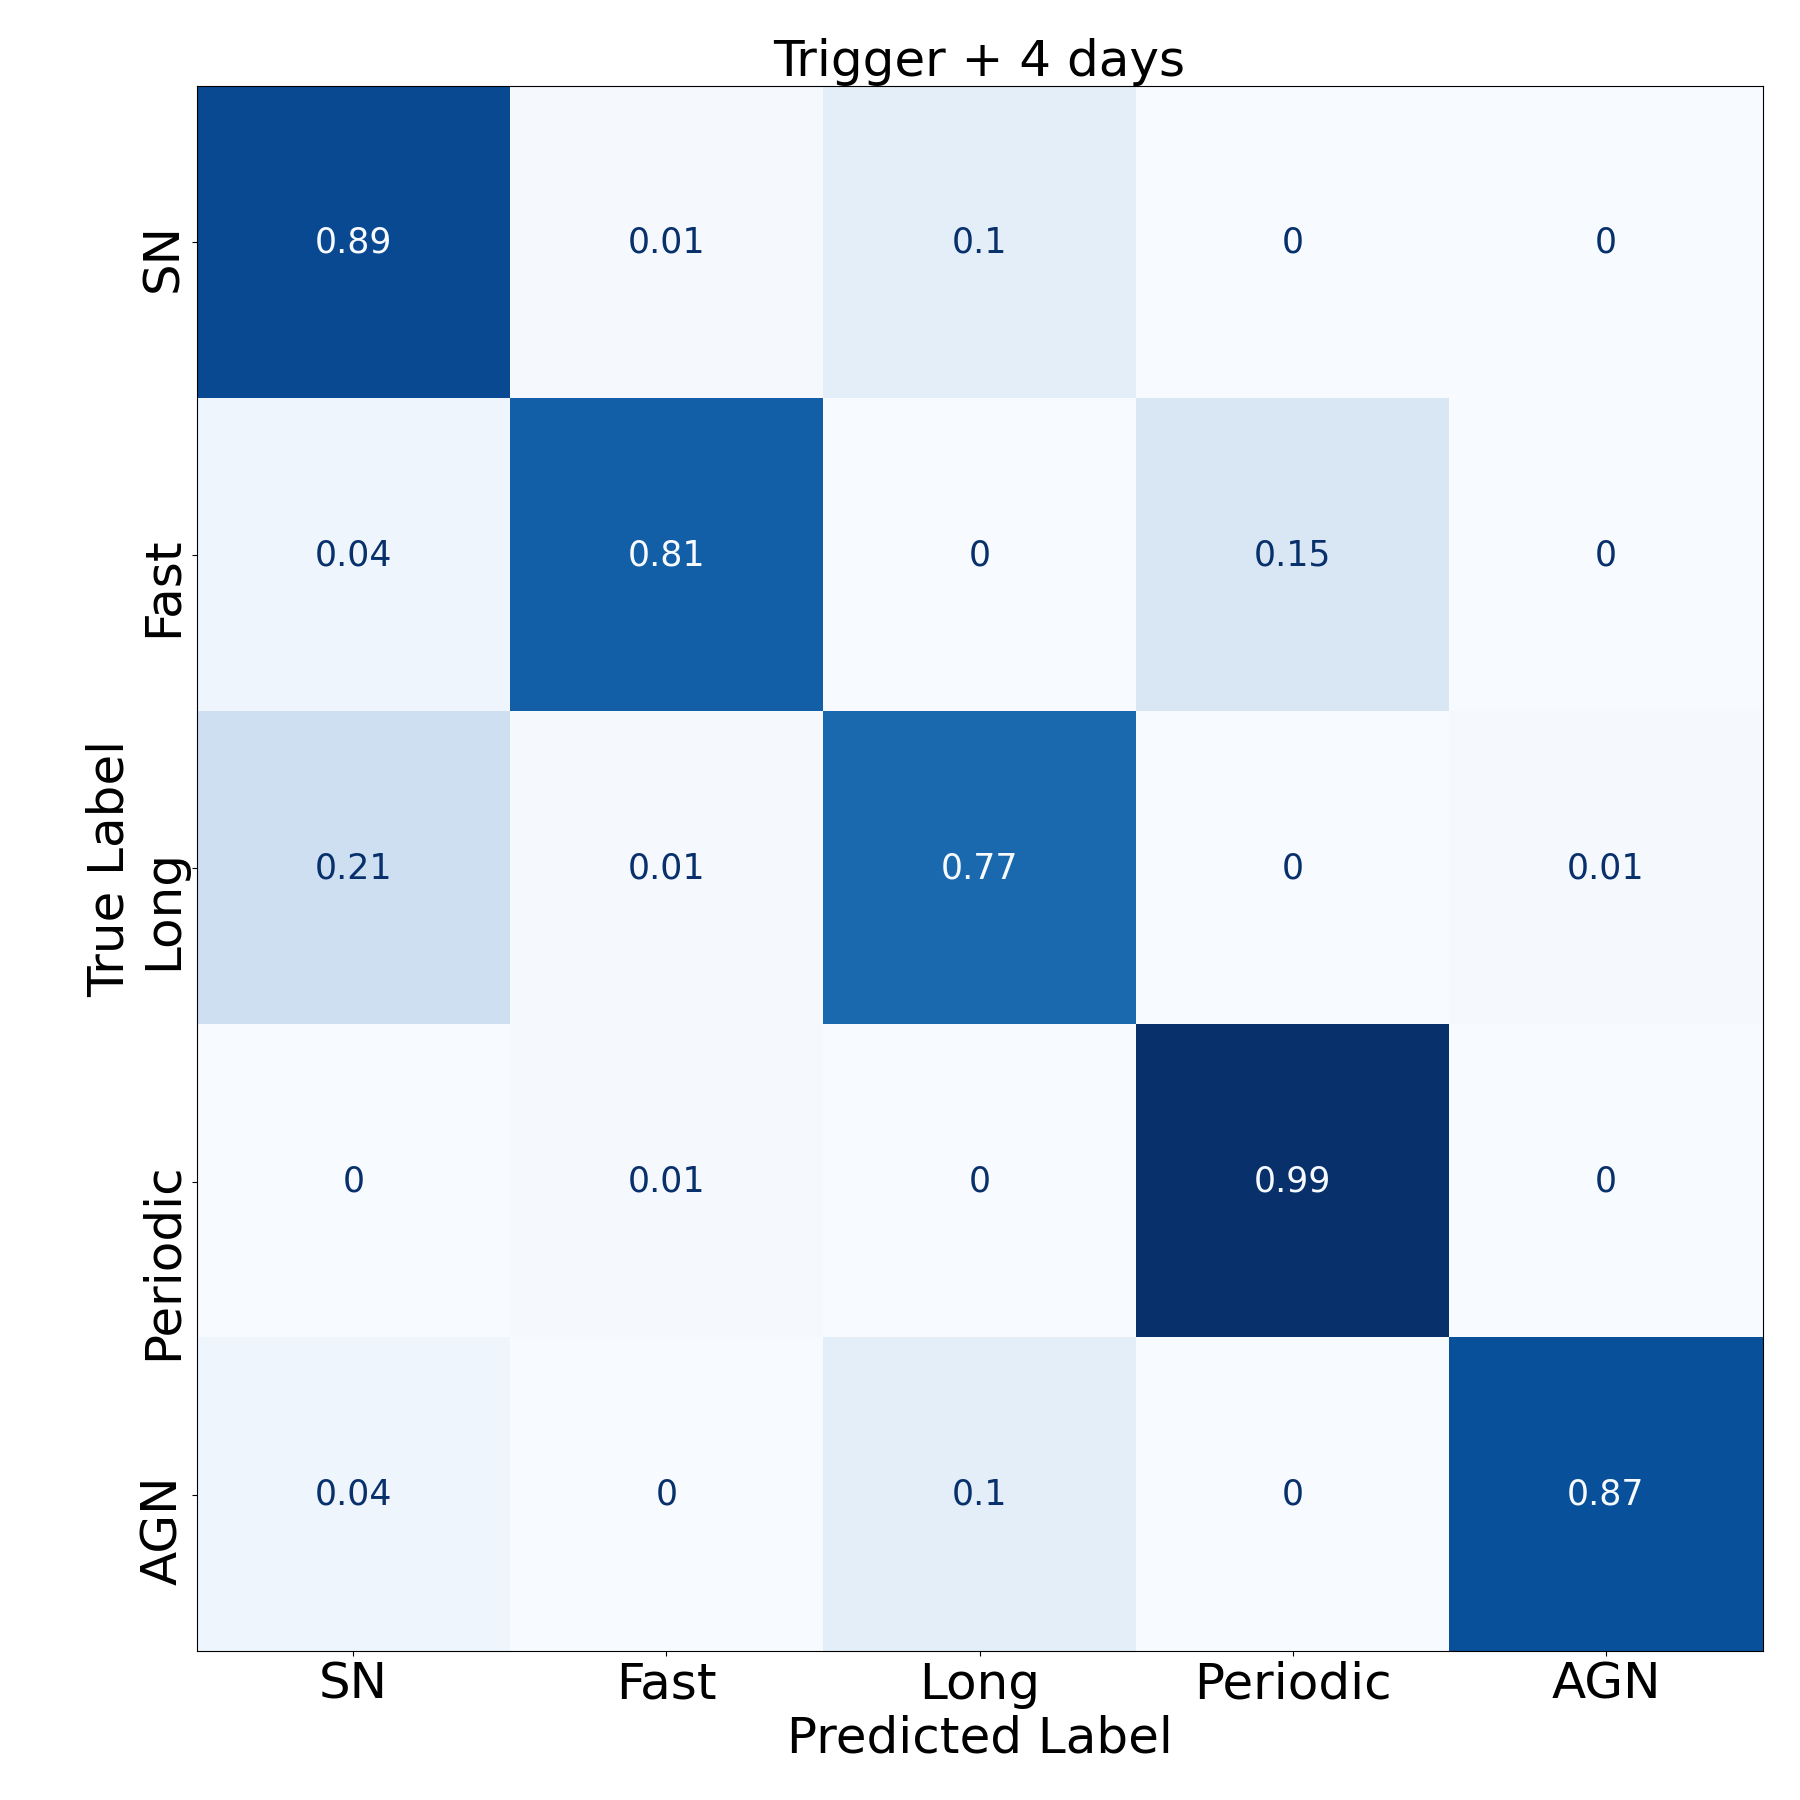 Trigger + 4 days
SN
0.89 0.01 0.1 0 0
Fast
0.04 0.81 0 0.15 0
True Label
Long
0.21 0.01 0.77 0 0.01
Periodic
0 0.01 0 0.99 0
AGN
0.04 0 0.1 0 0.87
SN Fast Long Periodic AGN
Predicted Label